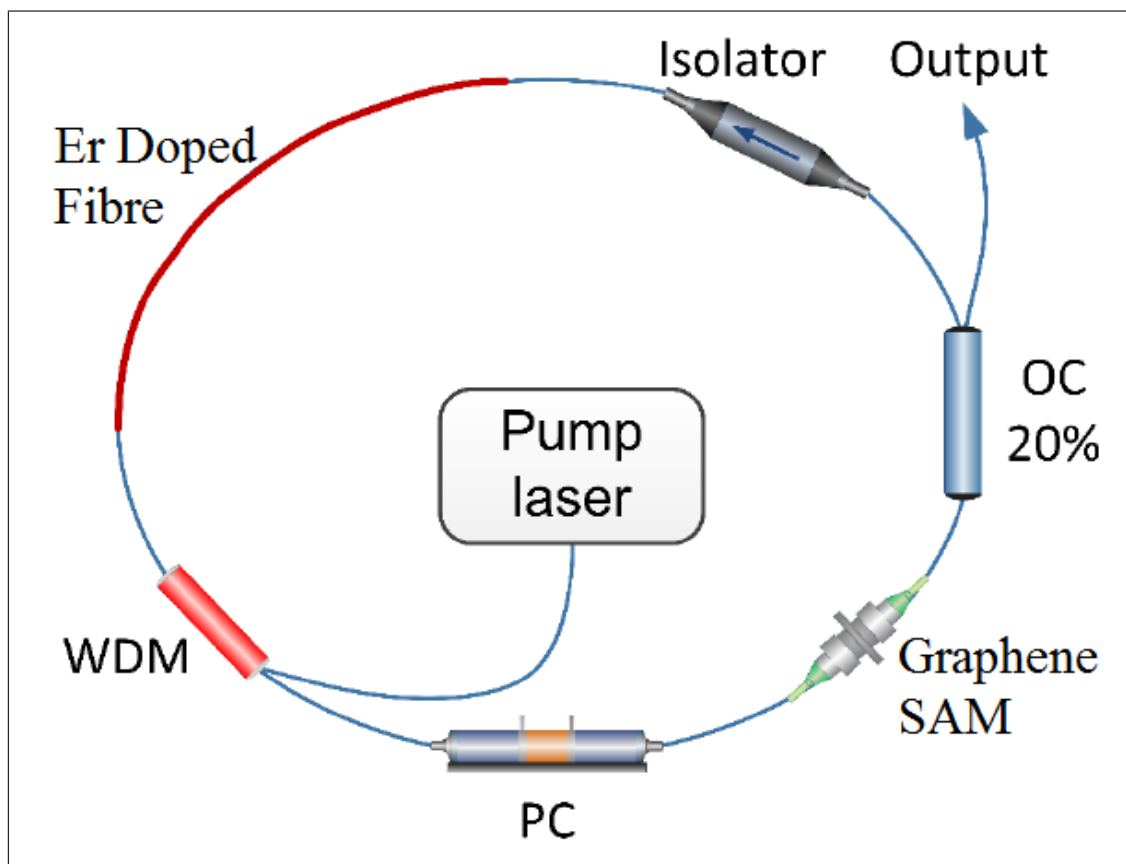 Isolator
Output
Er Doped
Fibre
OC
20%
Pump
laser
WDM
Graphene
SAM
PC